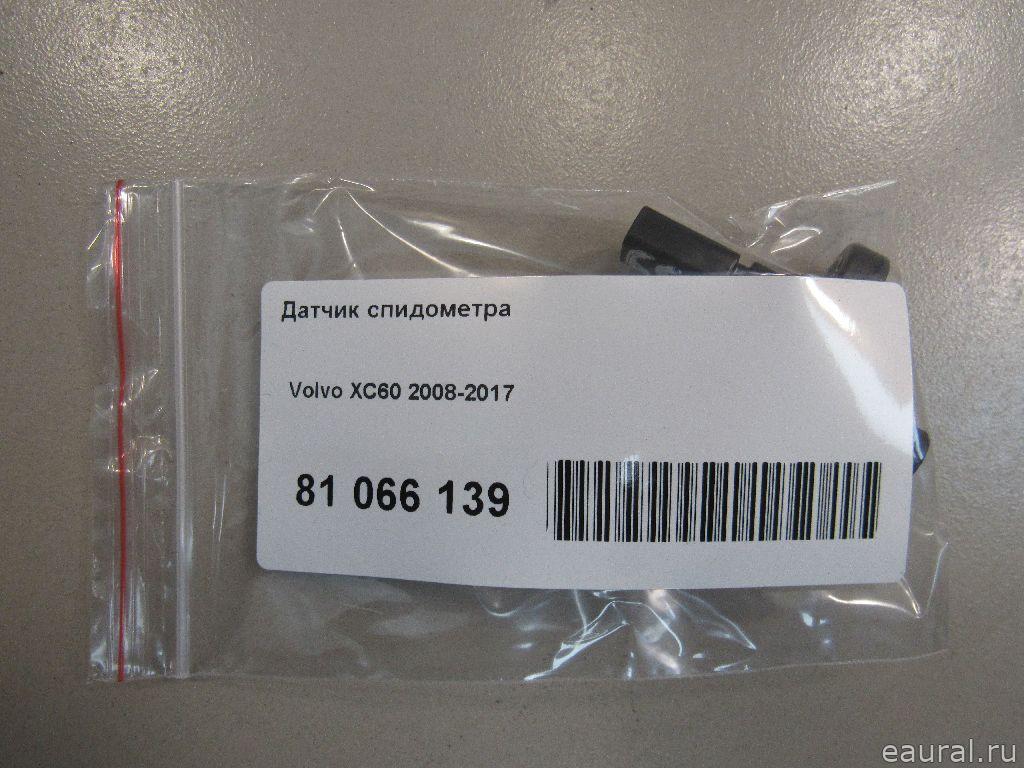 Датчик спидометра
Volvo XC60 2008-2017
81 066 139
eaural.ru